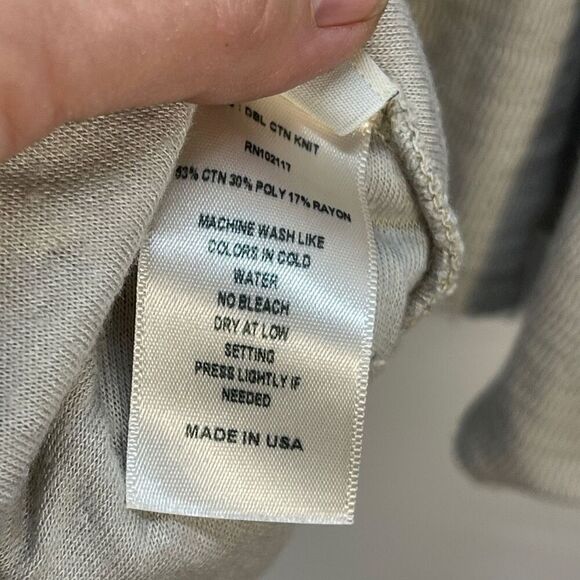 DBL CTN KNIT
RN102117
53% CTN 30% POLY 17% RAYON
MACHINE WASH LIKE
COLORS IN COLD
WATER
NO BLEACH
DRY AT LOW
SETTING
PRESS LIGHTLY IF
NEEDED
MADE IN USA